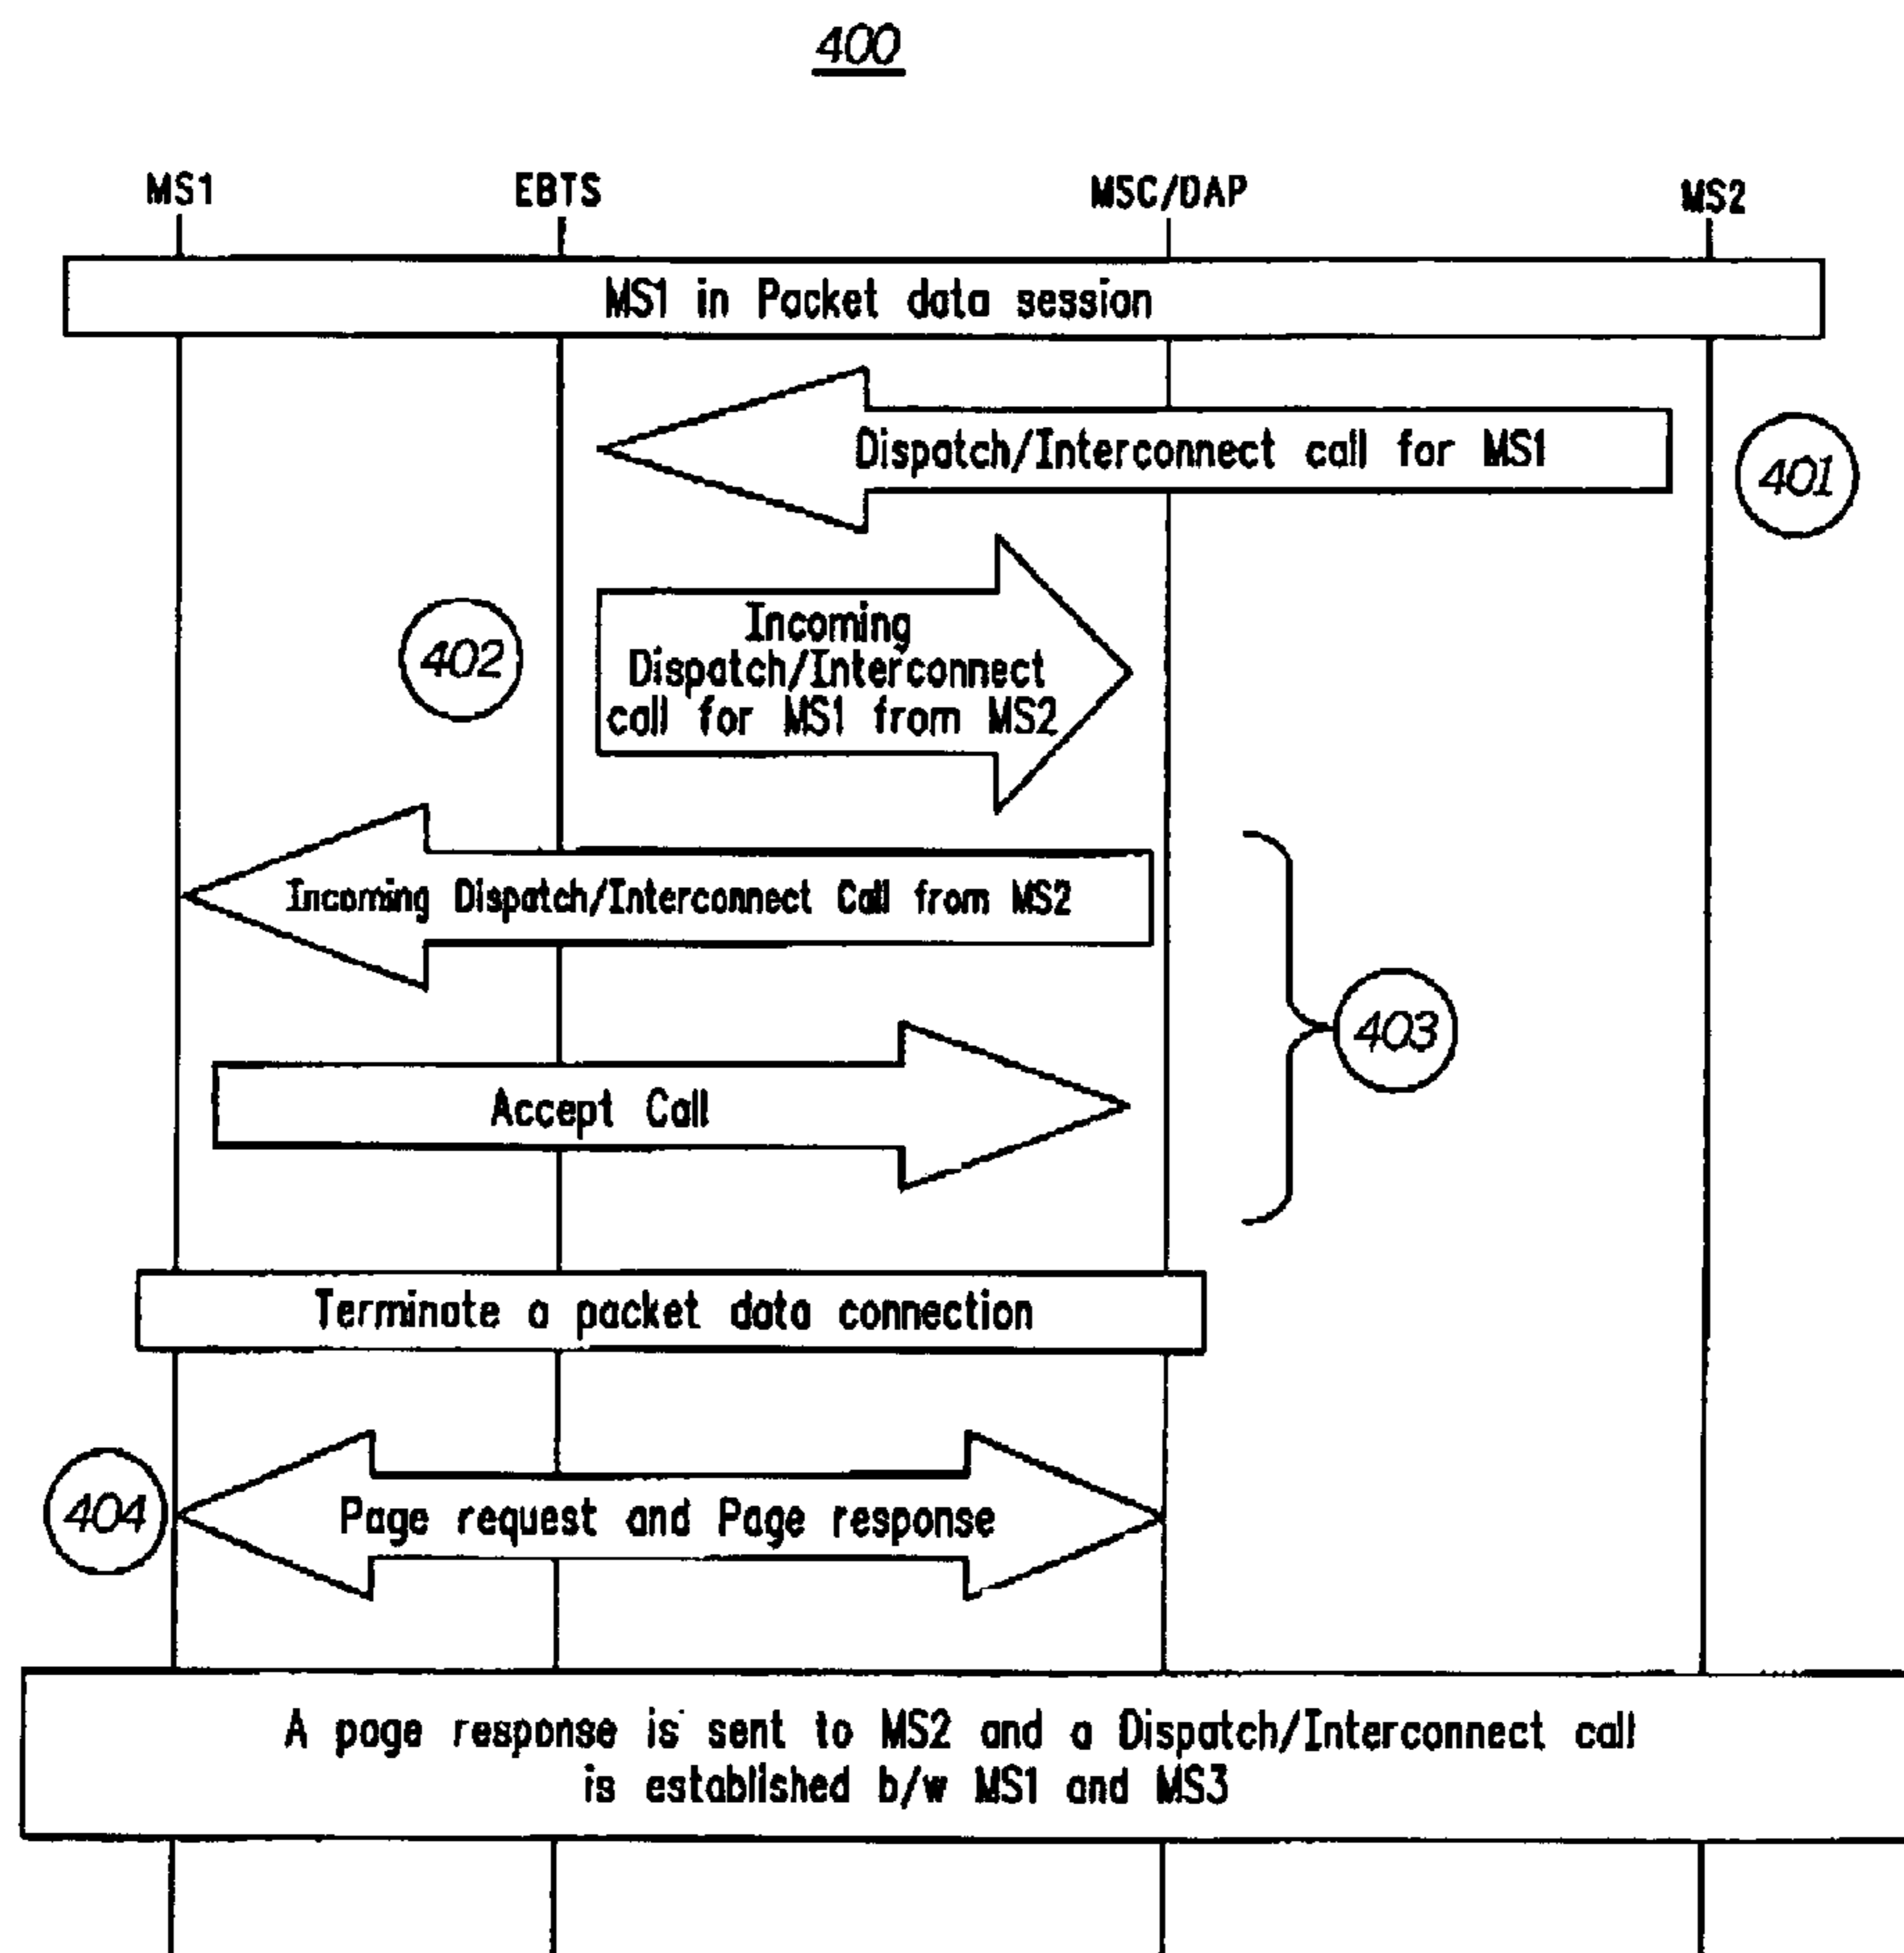 400
MS1 EBTS MSC/DAP MS2
MS1 in Packet data session
Dispatch/Interconnect call for MS1
401
Incoming
Dispatch/Interconnect
call for MS1 from MS2
402
Incoming Dispatch/Interconnect Call from MS2
403
Accept Call
Terminate a packet data connection
404
Page request and Page response
A page response is sent to MS2 and a Dispatch/Interconnect call
is established b/w MS1 and MS3